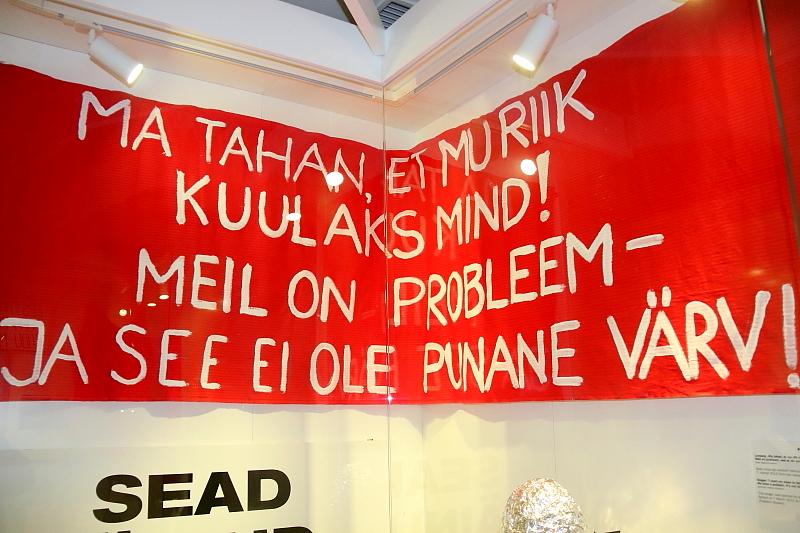 MA TAHAN, ET MU RIIK
KUULAKS MIND!
MEIL ON PROBLEEM –
JA SEE EI OLE PUNANE VÄRV!
SEAD